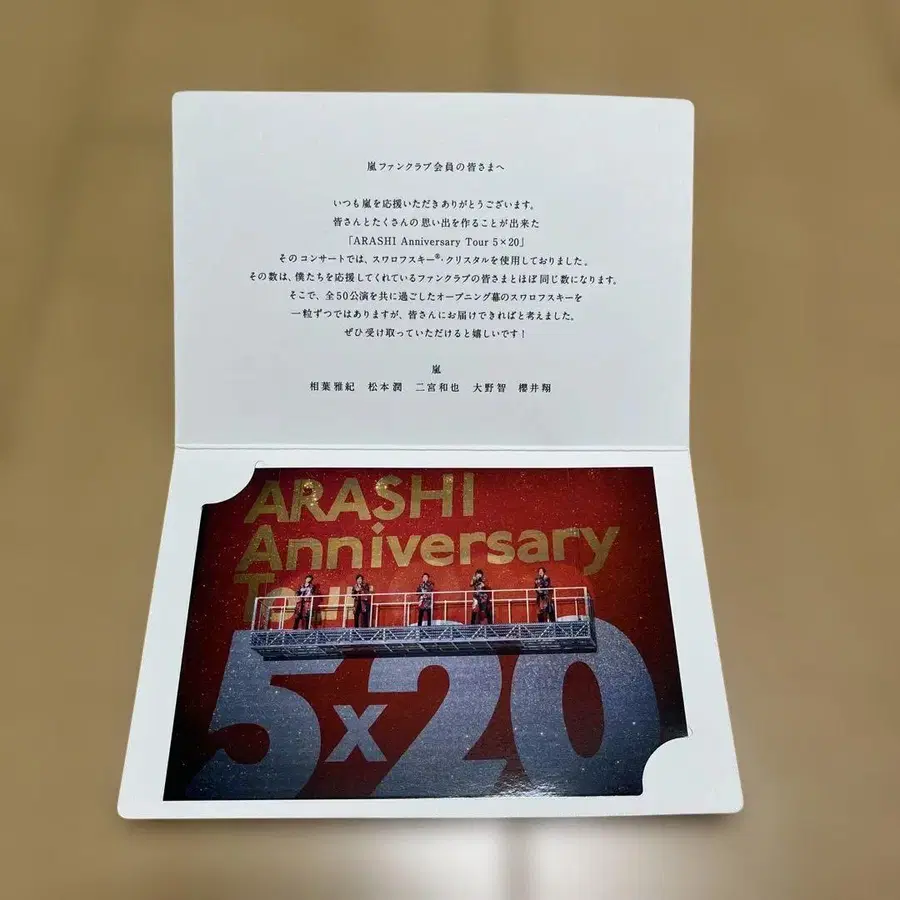 嵐ファンクラブ会員の皆さまへ
いつも嵐を応援いただきありがとうございます。
皆さんとたくさんの思い出を作ることが出来た
「ARASHI Anniversary Tour 5×20」
そのコンサートでは、スワロフスキー®・クリスタルを使用しておりました。
その数は、僕たちを応援してくれているファンクラブの皆さまとほぼ同じ数になります。
そこで、全50公演を共に過ごしたオープニング幕のスワロフスキーを
一粒ずつではありますが、皆さんにお届けできればと考えました。
ぜひ受け取っていただけると嬉しいです!
嵐
相葉雅紀 松本潤 二宮和也 大野智 櫻井翔
ARASHI
Anniversary
Tour
5x20